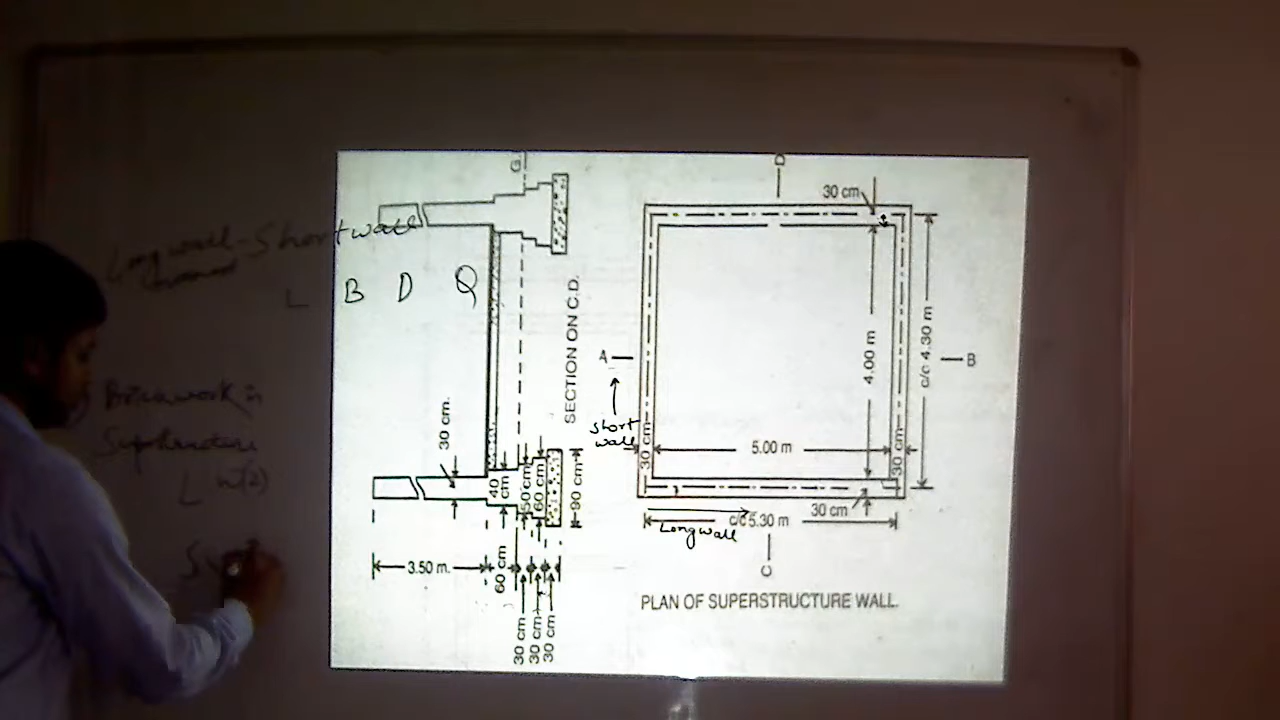 Long wall - Short wall
L B D Q
Brickwork in
L W(2)
S
G.
SECTION ON C.D.
30 cm.
40 cm
50 cm
60 cm
90 cm
3.50 m.
60 cm
30 cm
30 cm
30 cm
D
30 cm
A
B
Short wall
4.00 m
c/c 4.30 m
30 cm
5.00 m
30 cm
30 cm
c/c 5.30 m
Long wall
C
PLAN OF SUPERSTRUCTURE WALL.